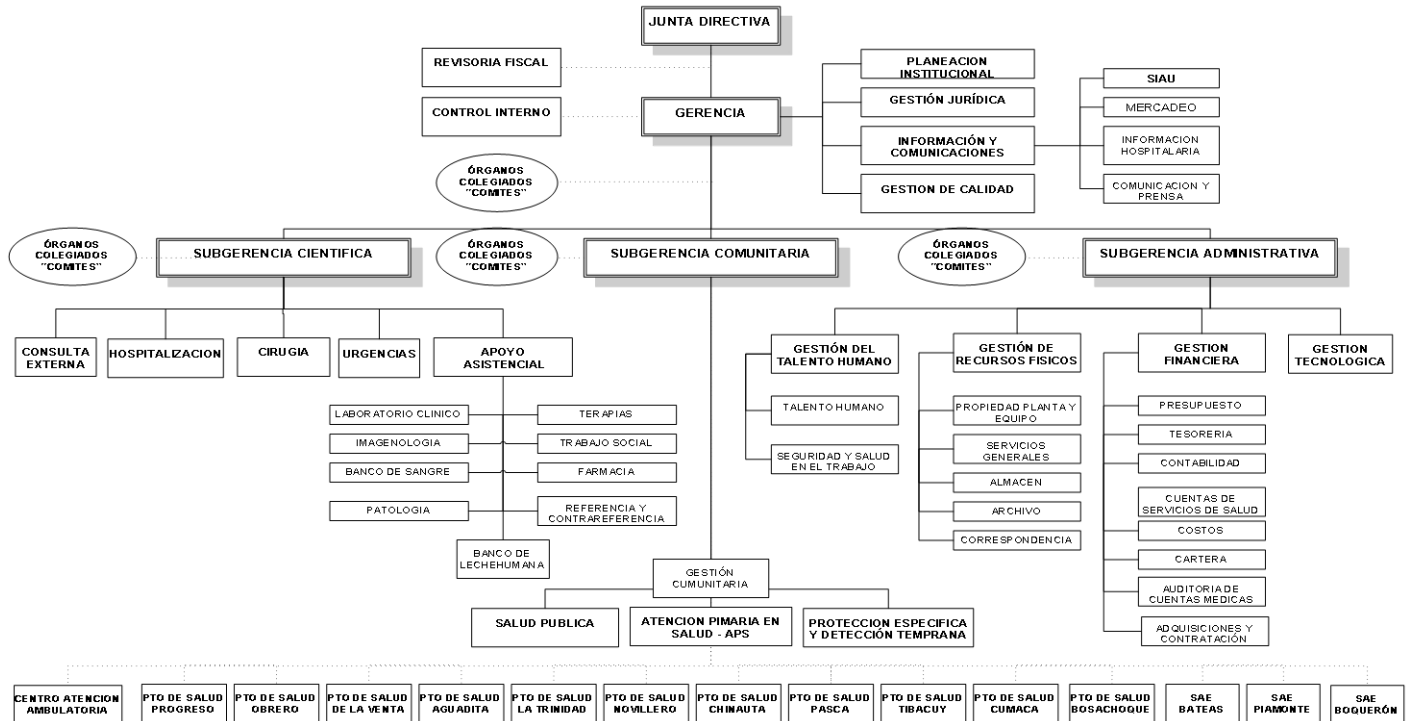 JUNTA DIRECTIVA
REVISORIA FISCAL
CONTROL INTERNO
GERENCIA
PLANEACION
INSTITUCIONAL
GESTIÓN JURÍDICA
INFORMACIÓN Y
COMUNICACIONES
GESTION DE CALIDAD
SIAU
MERCADEO
INFORMACION
HOSPITALARIA
COMUNICACION Y
PRENSA
ÓRGANOS
COLEGIADOS
"COMITES"
ÓRGANOS
COLEGIADOS
"COMITES"
SUBGERENCIA CIENTIFICA
ÓRGANOS
COLEGIADOS
"COMITES"
SUBGERENCIA COMUNITARIA
ÓRGANOS
COLEGIADOS
"COMITES"
SUBGERENCIA ADMINISTRATIVA
CONSULTA
EXTERNA
HOSPITALIZACION
CIRUGIA
URGENCIAS
APOYO
ASISTENCIAL
LABORATORIO CLINICO
TERAPIAS
IMAGENOLOGIA
TRABAJO SOCIAL
BANCO DE SANGRE
FARMACIA
PATOLOGIA
REFERENCIA Y
CONTRAREFERENCIA
BANCO DE
LECHEHUMANA
GESTIÓN DEL
TALENTO HUMANO
TALENTO HUMANO
SEGURIDAD Y SALUD
EN EL TRABAJO
GESTIÓN DE
RECURSOS FISICOS
PROPIEDAD PLANTA Y
EQUIPO
SERVICIOS
GENERALES
ALMACEN
ARCHIVO
CORRESPONDENCIA
GESTION
FINANCIERA
PRESUPUESTO
TESORERIA
CONTABILIDAD
CUENTAS DE
SERVICIOS DE SALUD
COSTOS
CARTERA
AUDITORIA DE
CUENTAS MEDICAS
ADQUISICIONES Y
CONTRATACIÓN
GESTION
TECNOLOGICA
GESTIÓN
CUMUNITARIA
SALUD PUBLICA
ATENCION PIMARIA EN
SALUD - APS
PROTECCION ESPECIFICA
Y DETECCIÓN TEMPRANA
CENTRO ATENCION
AMBULATORIA
PTO DE SALUD
PROGRESO
PTO DE SALUD
OBRERO
PTO DE SALUD
DE LA VENTA
PTO DE SALUD
AGUADITA
PTO DE SALUD
LA TRINIDAD
PTO DE SALUD
NOVILLERO
PTO DE SALUD
CHINAUTA
PTO DE SALUD
PASCA
PTO DE SALUD
TIBACUY
PTO DE SALUD
CUMACA
PTO DE SALUD
BOSACHOQUE
SAE
BATEAS
SAE
PIAMONTE
SAE
BOQUERÓN